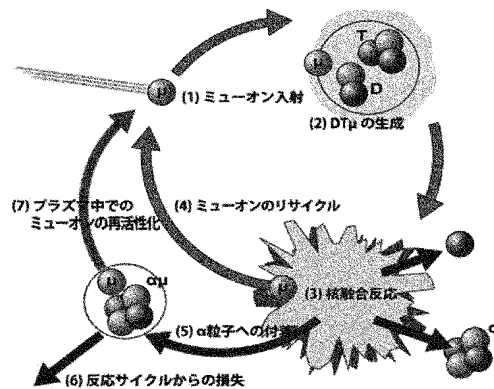 T
μ
μ
D
(1) ミューオン入射
(2) DTμ の生成
(7) プラズマ中での
ミューオンの再活性化
(4) ミューオンのリサイクル
μ
(3) 核融合反応
μ
αμ
(5) α粒子への付着
α
(6) 反応サイクルからの損失